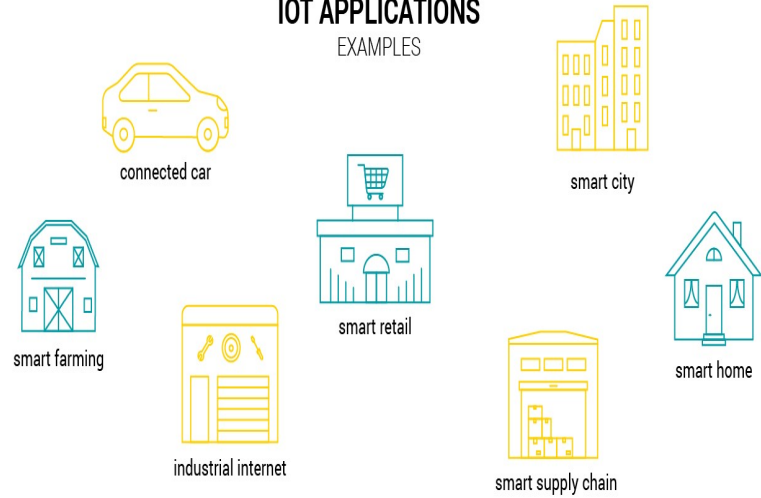 IOT APPLICATIONS
EXAMPLES
connected car
smart city
smart retail
smart farming
smart home
industrial internet
smart supply chain